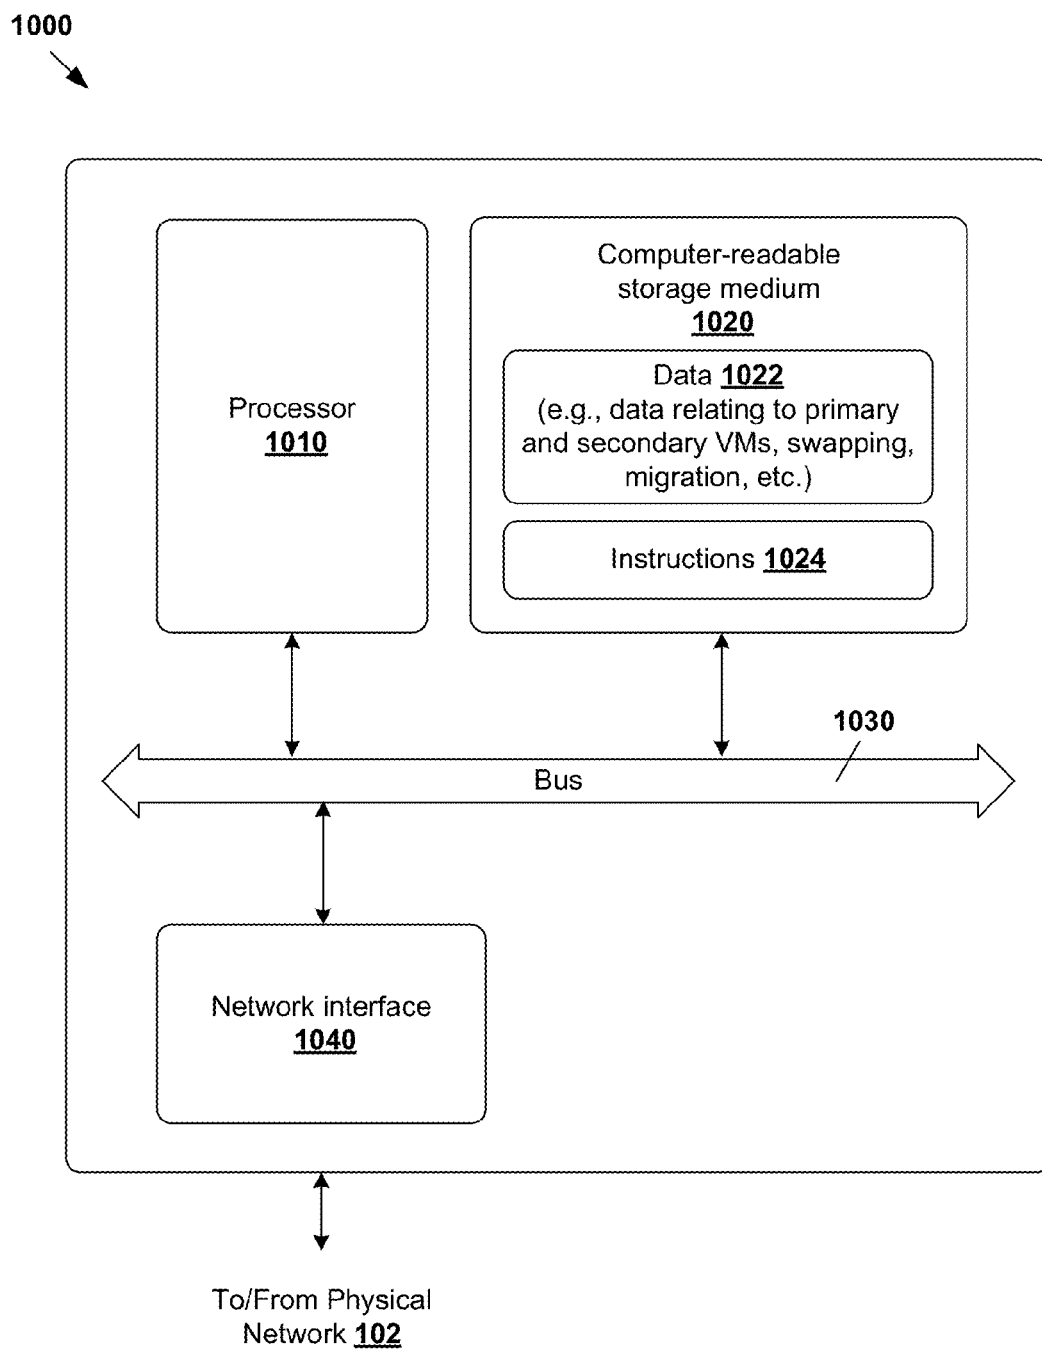 1000
Processor
1010
Computer-readable
storage medium
1020
Data 1022
(e.g., data relating to primary
and secondary VMs, swapping,
migration, etc.)
Instructions 1024
1030
Bus
Network interface
1040
To/From Physical
Network 102